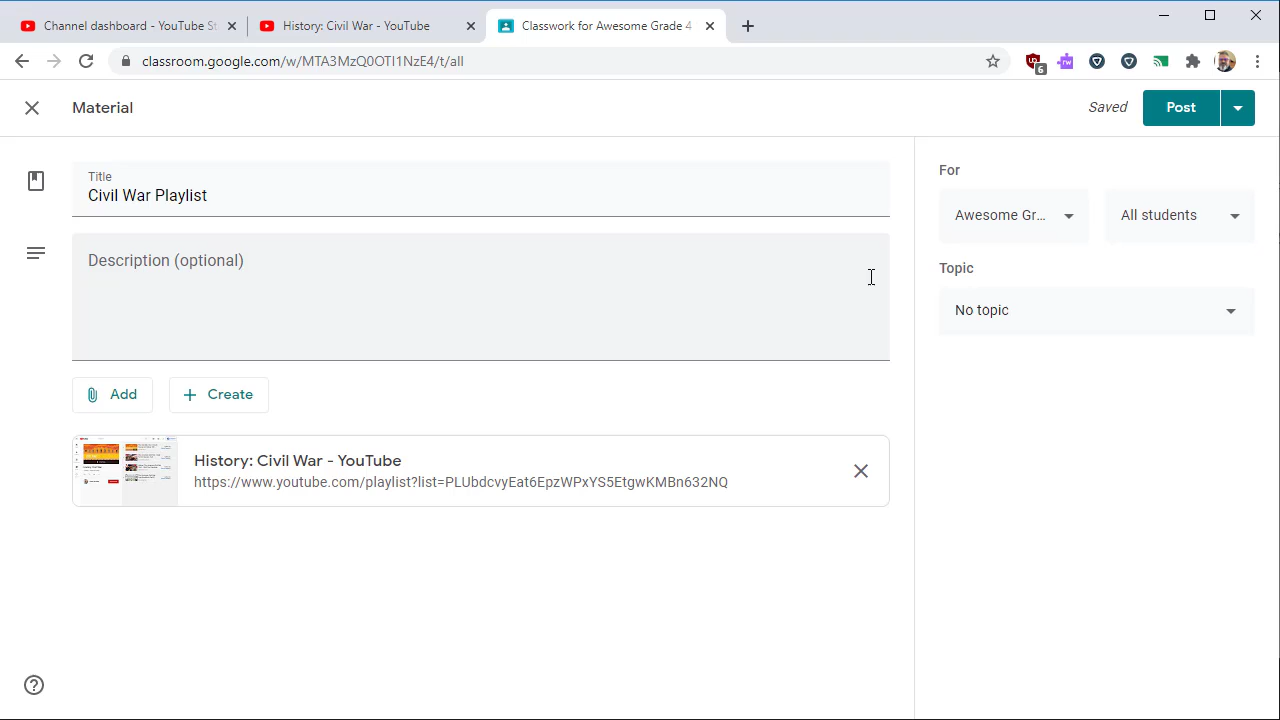 Channel dashboard - YouTube St
History: Civil War - YouTube
Classwork for Awesome Grade 4
classroom.google.com/w/MTA3MzQ0OTI1NzE4/t/all
6
Material
Saved
Post
Title
Civil War Playlist
Description (optional)
Add
Create
History: Civil War - YouTube
https://www.youtube.com/playlist?list=PLUbdcvyEat6EpzWPxYS5EtgwKMBn632NQ
For
Awesome Gr...
All students
Topic
No topic